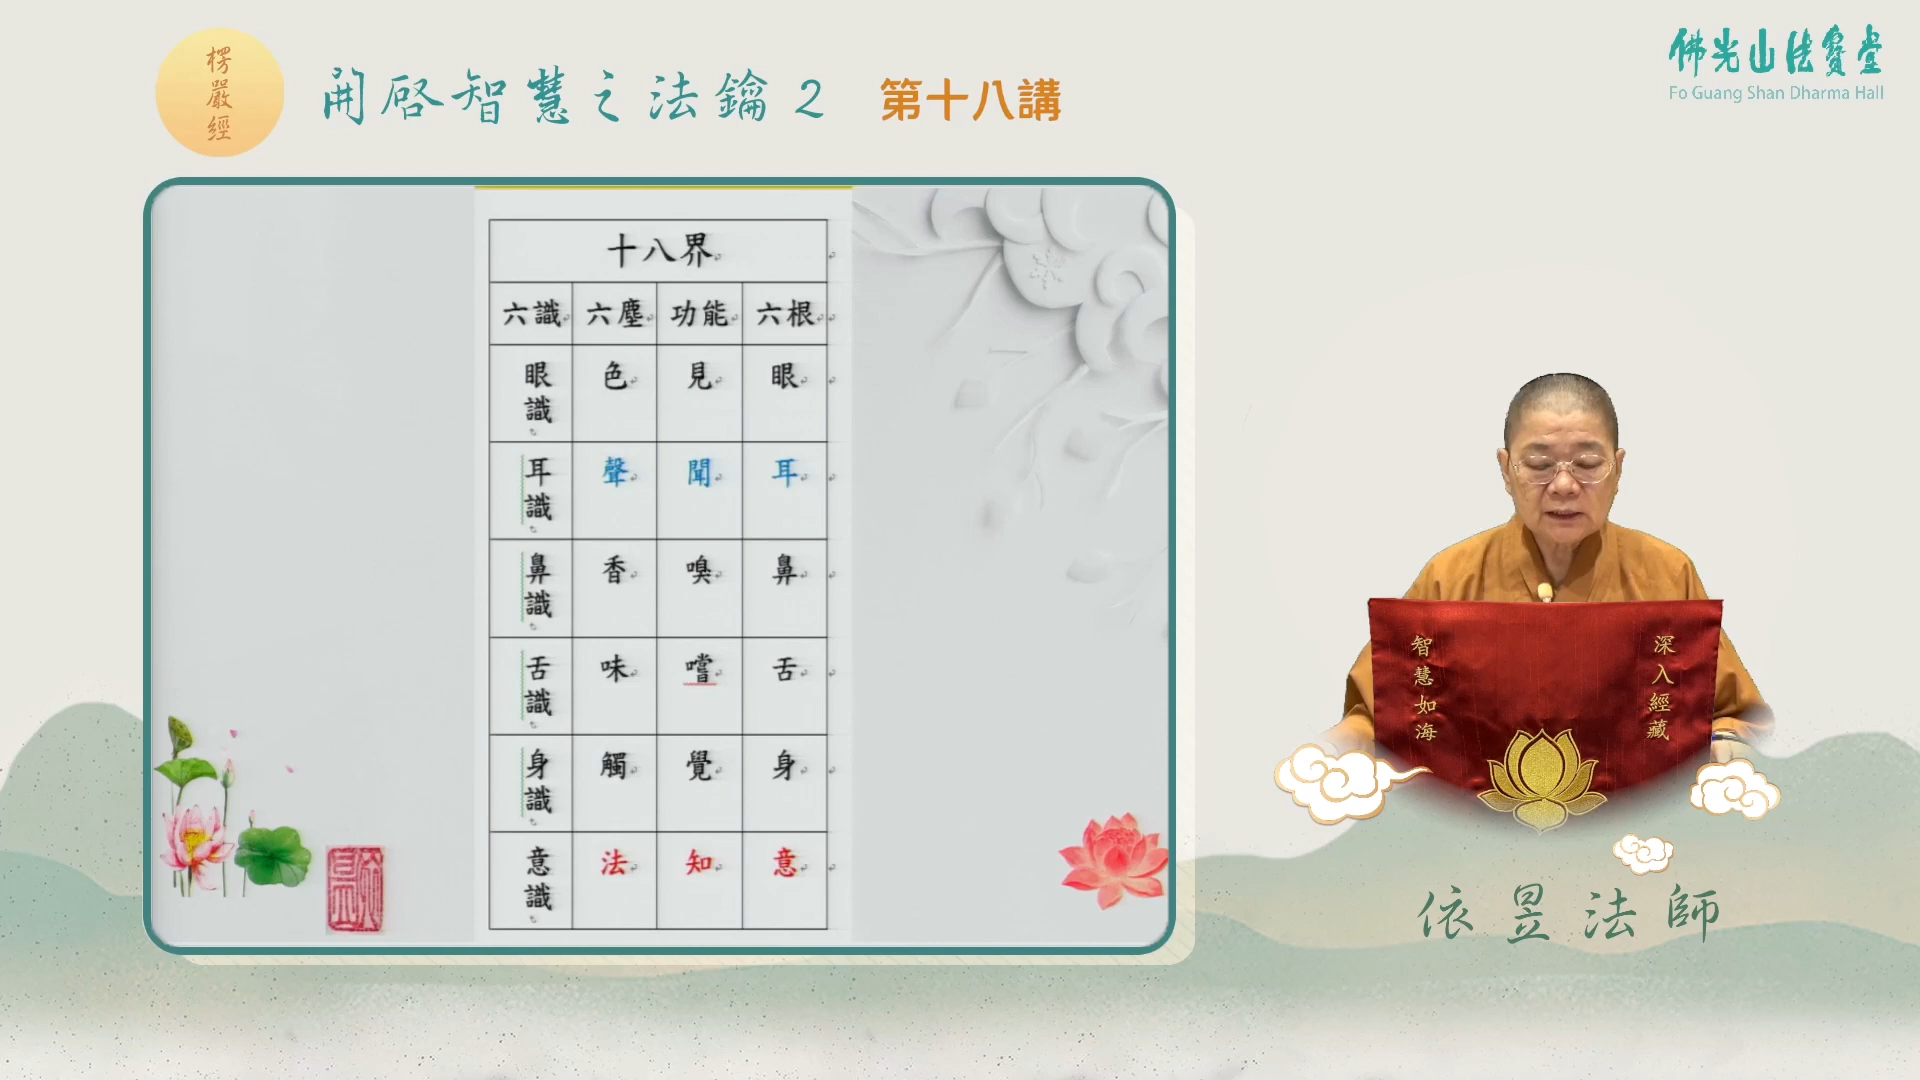 楞嚴經
開啓智慧之法鑰 2 第十八講
佛光山法寶堂
Fo Guang Shan Dharma Hall
十八界
六識 六塵 功能 六根
眼識 色 見 眼
耳識 聲 聞 耳
鼻識 香 嗅 鼻
舌識 味 嚐 舌
身識 觸 覺 身
意識 法 知 意
深入經藏
智慧如海
依昱法師